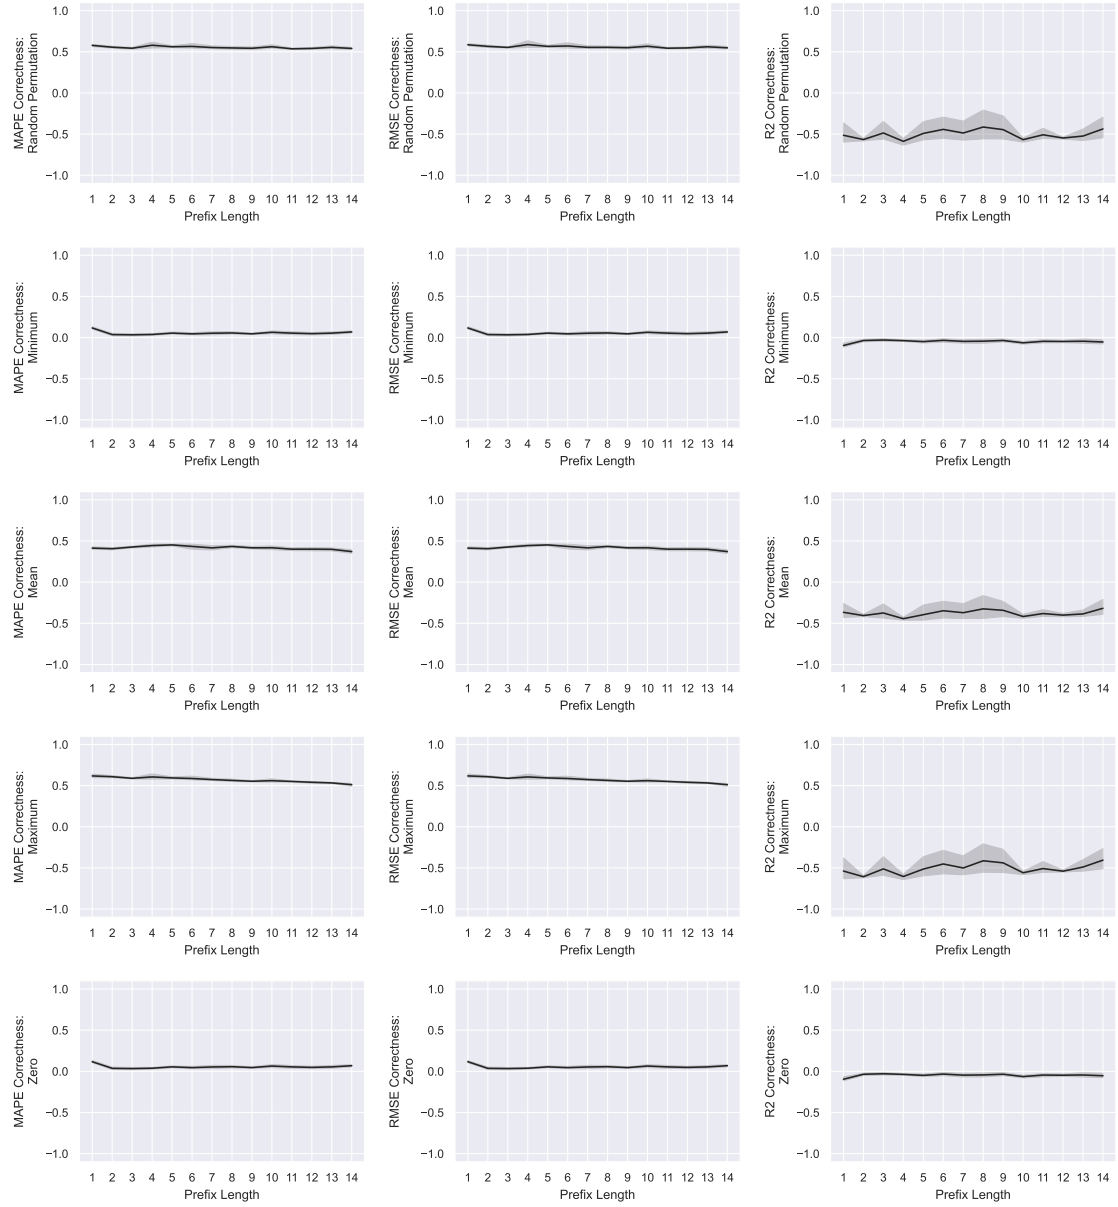 MAPE Correctness:
Random Permutation
1.0
0.5
0.0
−0.5
−1.0
1 2 3 4 5 6 7 8 9 10 11 12 13 14
Prefix Length
RMSE Correctness:
Random Permutation
1.0
0.5
0.0
−0.5
−1.0
1 2 3 4 5 6 7 8 9 10 11 12 13 14
Prefix Length
R2 Correctness:
Random Permutation
1.0
0.5
0.0
−0.5
−1.0
1 2 3 4 5 6 7 8 9 10 11 12 13 14
Prefix Length
MAPE Correctness:
Minimum
1.0
0.5
0.0
−0.5
−1.0
1 2 3 4 5 6 7 8 9 10 11 12 13 14
Prefix Length
RMSE Correctness:
Minimum
1.0
0.5
0.0
−0.5
−1.0
1 2 3 4 5 6 7 8 9 10 11 12 13 14
Prefix Length
R2 Correctness:
Minimum
1.0
0.5
0.0
−0.5
−1.0
1 2 3 4 5 6 7 8 9 10 11 12 13 14
Prefix Length
MAPE Correctness:
Mean
1.0
0.5
0.0
−0.5
−1.0
1 2 3 4 5 6 7 8 9 10 11 12 13 14
Prefix Length
RMSE Correctness:
Mean
1.0
0.5
0.0
−0.5
−1.0
1 2 3 4 5 6 7 8 9 10 11 12 13 14
Prefix Length
R2 Correctness:
Mean
1.0
0.5
0.0
−0.5
−1.0
1 2 3 4 5 6 7 8 9 10 11 12 13 14
Prefix Length
MAPE Correctness:
Maximum
1.0
0.5
0.0
−0.5
−1.0
1 2 3 4 5 6 7 8 9 10 11 12 13 14
Prefix Length
RMSE Correctness:
Maximum
1.0
0.5
0.0
−0.5
−1.0
1 2 3 4 5 6 7 8 9 10 11 12 13 14
Prefix Length
R2 Correctness:
Maximum
1.0
0.5
0.0
−0.5
−1.0
1 2 3 4 5 6 7 8 9 10 11 12 13 14
Prefix Length
MAPE Correctness:
Zero
1.0
0.5
0.0
−0.5
−1.0
1 2 3 4 5 6 7 8 9 10 11 12 13 14
Prefix Length
RMSE Correctness:
Zero
1.0
0.5
0.0
−0.5
−1.0
1 2 3 4 5 6 7 8 9 10 11 12 13 14
Prefix Length
R2 Correctness:
Zero
1.0
0.5
0.0
−0.5
−1.0
1 2 3 4 5 6 7 8 9 10 11 12 13 14
Prefix Length